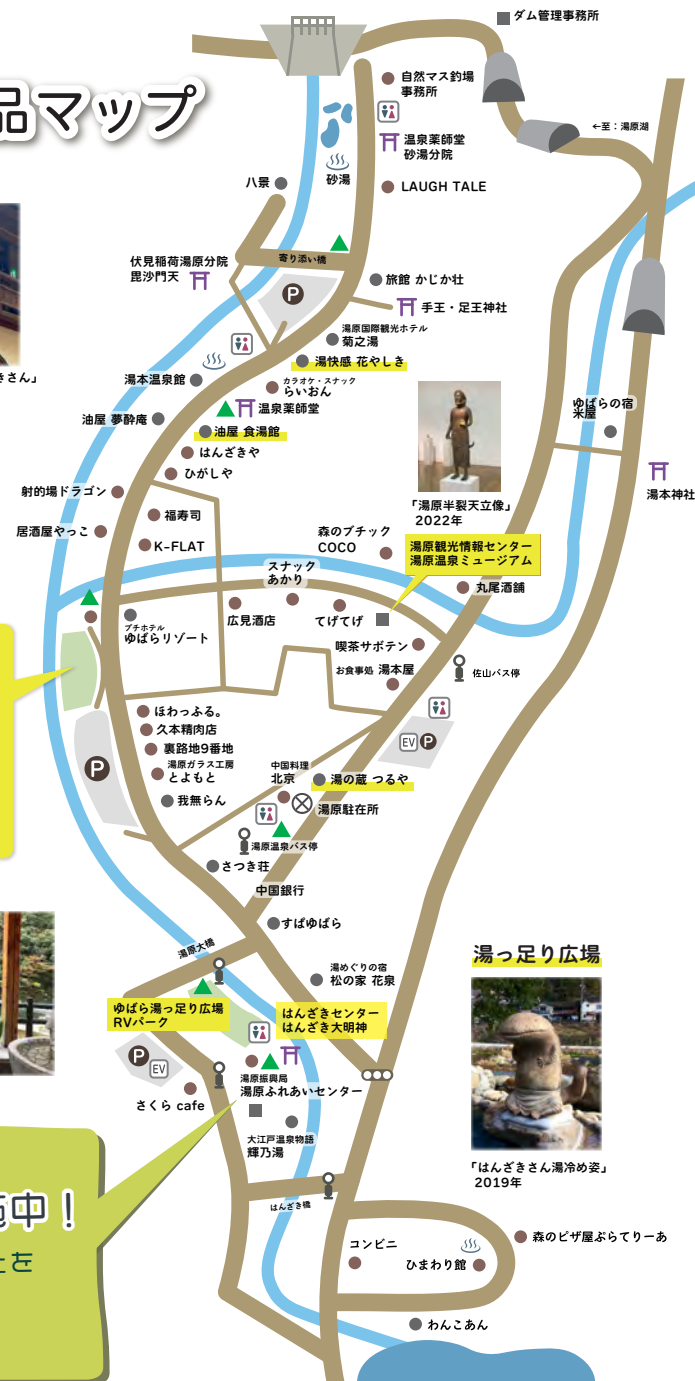 ダム管理事務所
自然マス釣場
事務所
品マップ
←至：湯原湖
温泉薬師堂
砂湯分院
砂湯
八景
LAUGH TALE
伏見稲荷湯原分院
毘沙門天
寄り添い橋
旅館 かじか荘
P
手王・足王神社
湯原国際観光ホテル
菊之湯
湯快感 花やしき
きさん」
湯本温泉館
カラオケ・スナック
らいおん
温泉薬師堂
油屋 夢酔庵
油屋 食湯館
ゆばらの宿
米屋
はんざきや
ひがしや
湯本神社
射的場ドラゴン
「湯原半裂天立像」
2022年
福寿司
居酒屋やっこ
K-FLAT
森のブチック
COCO
湯原観光情報センター
湯原温泉ミュージアム
スナック
あかり
丸尾酒舗
プチホテル
ゆばらリゾート
広見酒店
てげてげ
喫茶サボテン
お食事処 湯本屋
佐山バス停
ほわっふる。
久本精肉店
裏路地9番地
湯原ガラス工房
とよもと
EV P
P
中国料理
北京
湯の蔵 つるや
我無らん
湯原駐在所
湯原温泉バス停
さつき荘
中国銀行
すぱゆばら
湯原大橋
湯めぐりの宿
松の家 花泉
湯っ足り広場
ゆばら湯っ足り広場
RVパーク
はんざきセンター
はんざき大明神
P
EV
湯原振興局
湯原ふれあいセンター
さくら cafe
大江戸温泉物語
輝乃湯
「はんざきさん湯冷め姿」
2019年
施中！
はんざき橋
とを
コンビニ
ひまわり館
森のピザ屋ぷらてりーあ
わんこあん